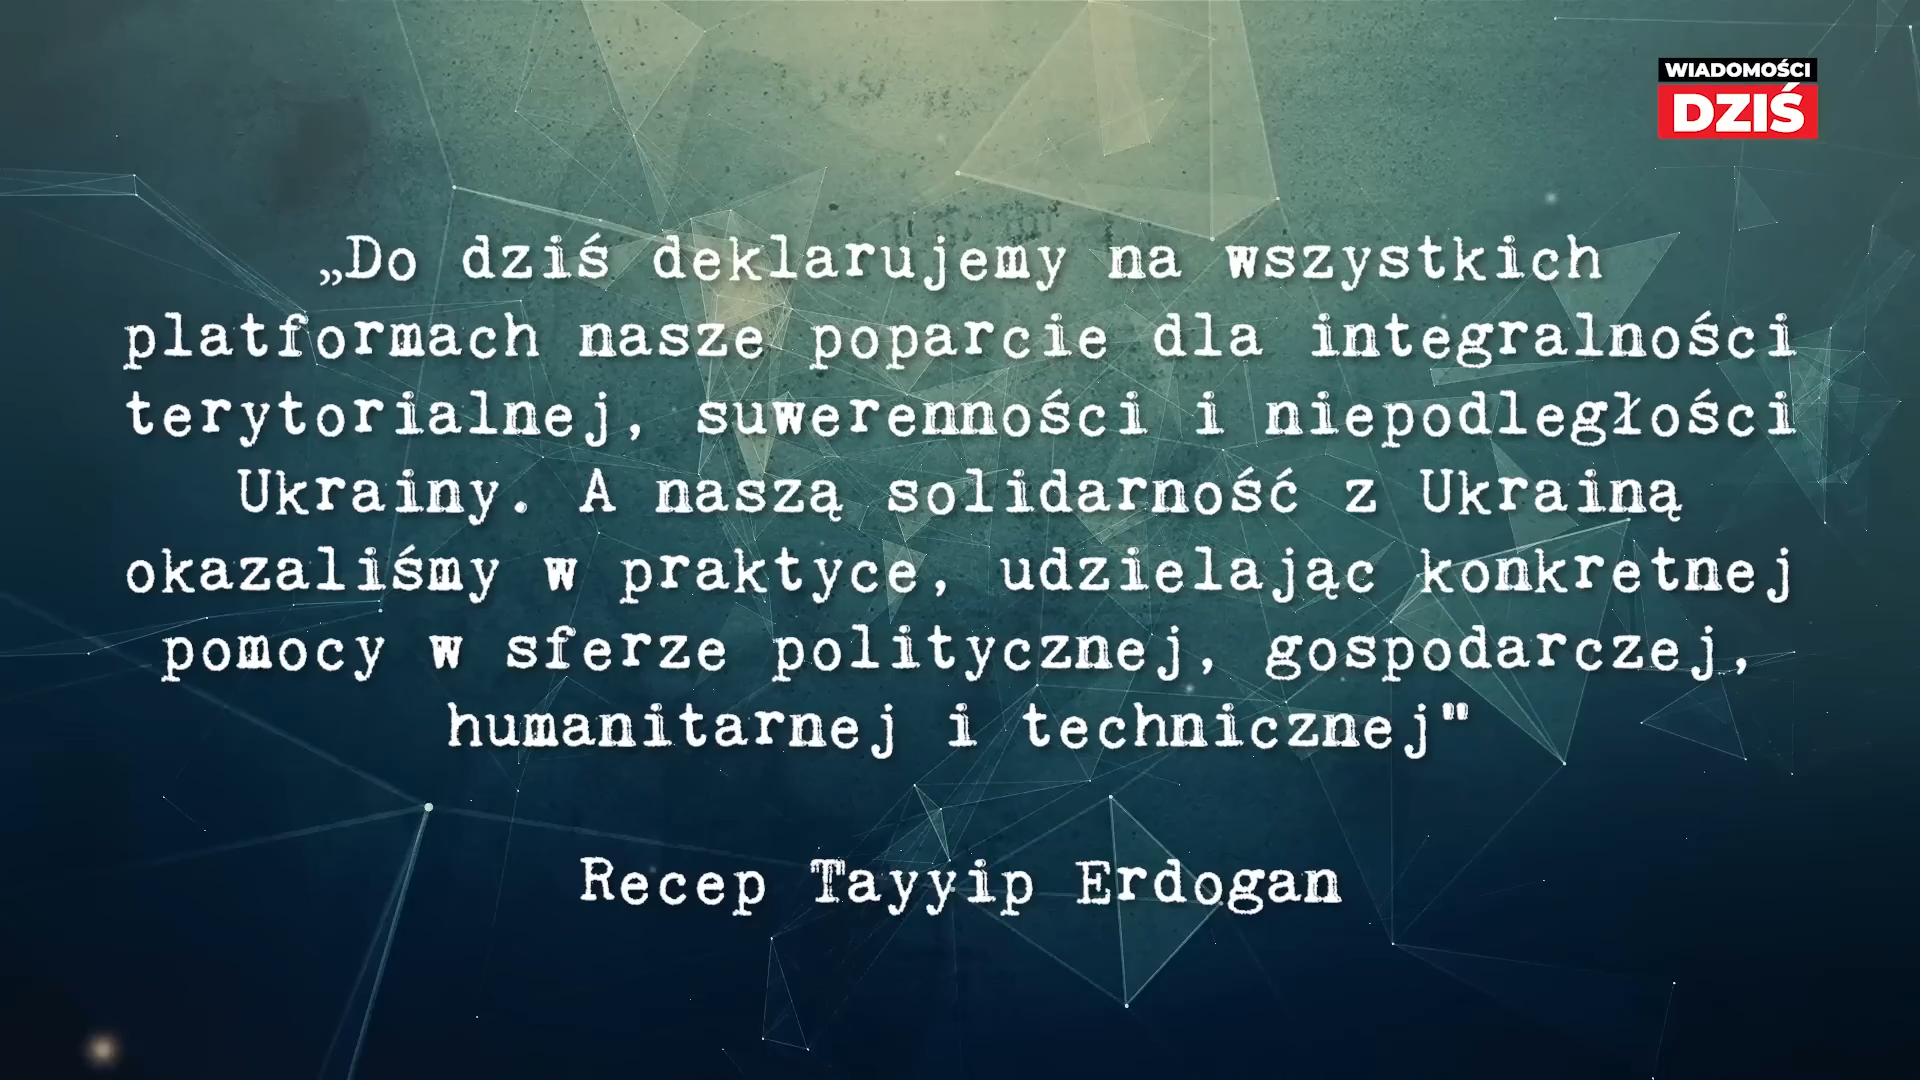 WIADOMOŚCI
DZIŚ
„Do dziś deklarujemy na wszystkich
platformach nasze poparcie dla integralności
terytorialnej, suwerenności i niepodległości
Ukrainy. A naszą solidarność z Ukrainą
okazaliśmy w praktyce, udzielając konkretnej
pomocy w sferze politycznej, gospodarczej,
humanitarnej i technicznej"
Recep Tayyip Erdogan